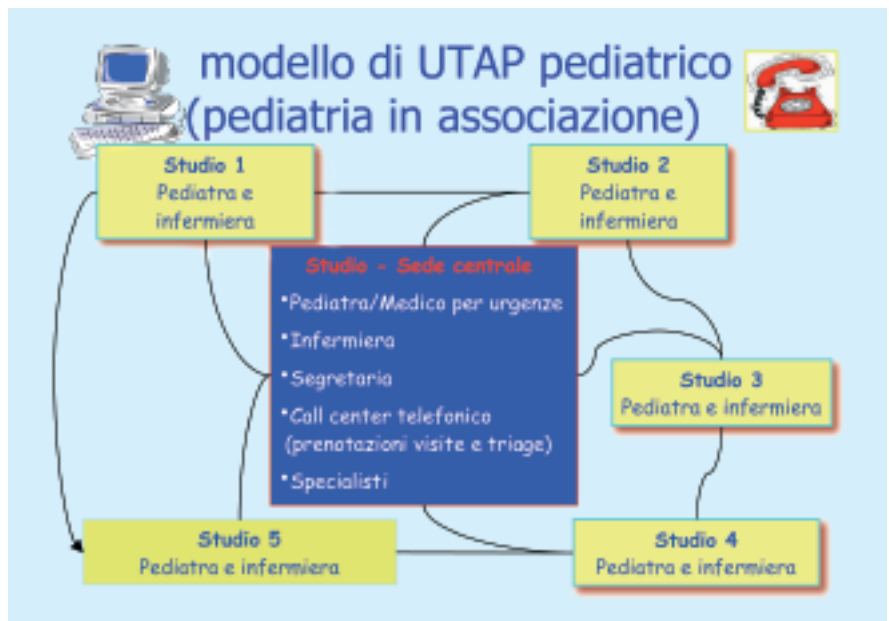 modello di UTAP pediatrico
(pediatria in associazione)
Studio 1
Pediatra e
infermiera
Studio 2
Pediatra e
infermiera
Studio - Sede centrale
•Pediatra/Medico per urgenze
•Infermiera
•Segretaria
•Call center telefonico
(prenotazioni visite e triage)
•Specialisti
Studio 3
Pediatra e infermiera
Studio 5
Pediatra e infermiera
Studio 4
Pediatra e infermiera